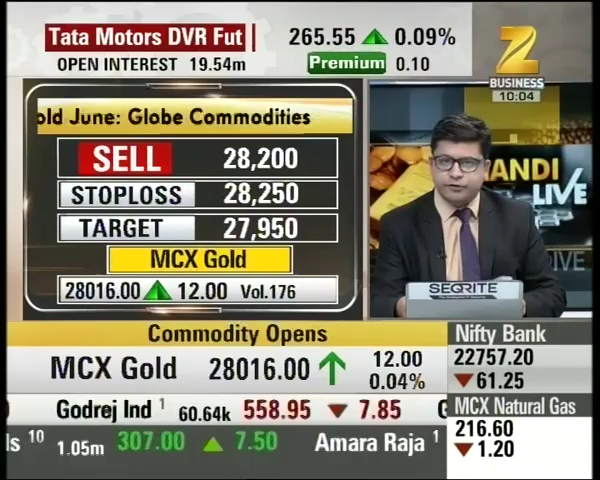 Tata Motors DVR Fut 265.55 0.09%
OPEN INTEREST 19.54m Premium 0.10
Z
BUSINESS
10:04
old June: Globe Commodities
SELL 28,200
STOPLOSS 28,250
TARGET 27,950
MCX Gold
28016.00 12.00 Vol.176
MANDI
LIVE
SEQRITE
Commodity Opens
MCX Gold 28016.00 12.00
0.04%
Nifty Bank
22757.20
61.25
Godrej Ind 1 60.64k 558.95 7.85
MCX Natural Gas
216.60
1.20
ls 10 1.05m 307.00 7.50 Amara Raja 1